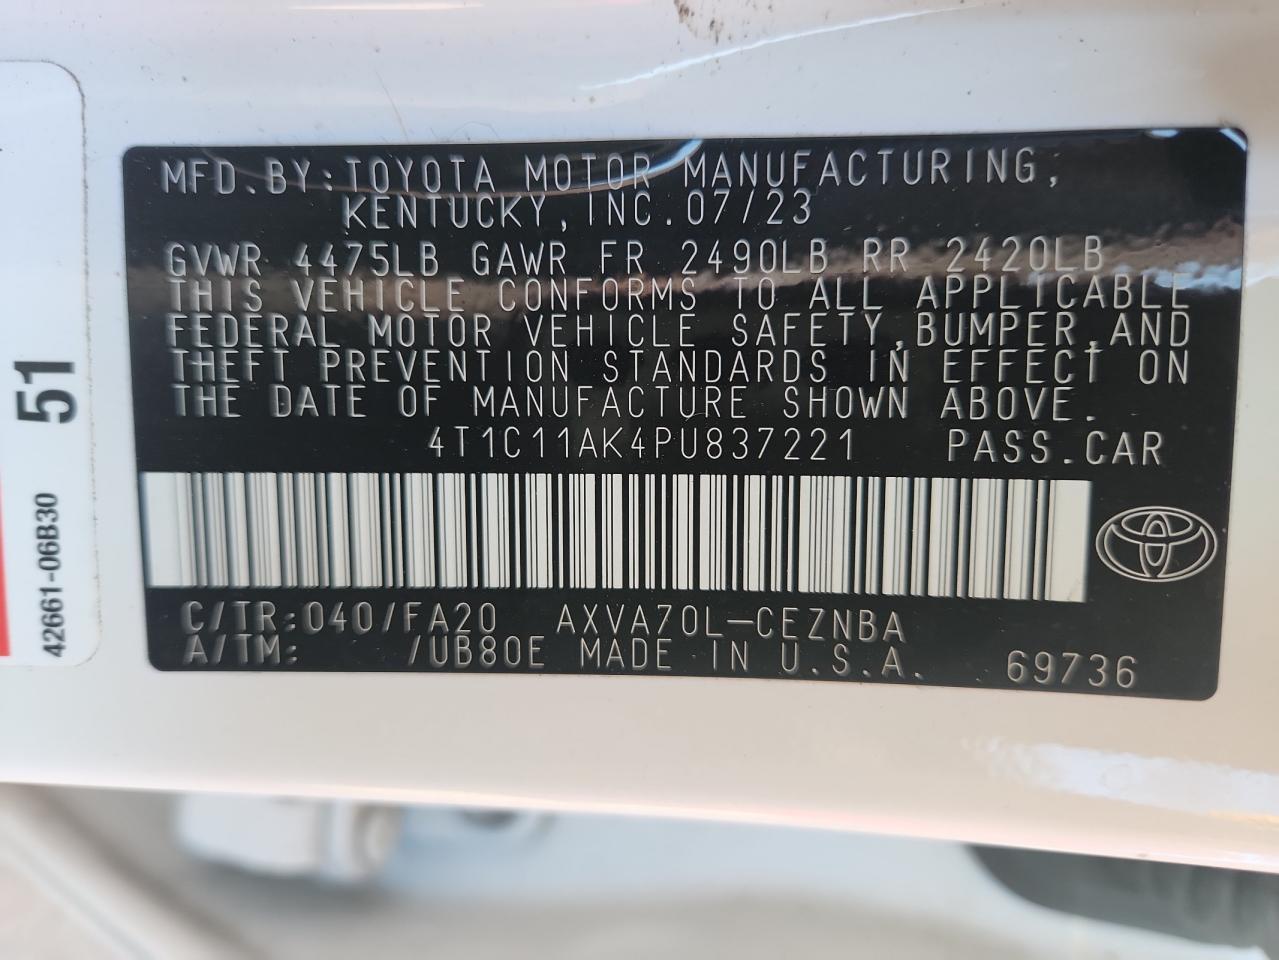 MFD.BY:TOYOTA MOTOR MANUFACTURING,
KENTUCKY,INC.07/23
GVWR 4475LB GAWR FR 2490LB RR 2420LB
THIS VEHICLE CONFORMS TO ALL APPLICABLE
FEDERAL MOTOR VEHICLE SAFETY,BUMPER,AND
THEFT PREVENTION STANDARDS IN EFFECT ON
THE DATE OF MANUFACTURE SHOWN ABOVE.
4T1C11AK4PU837221 PASS.CAR
C/TR:040/FA20 AXVA70L-CEZNBA
A/TM: /UB80E MADE IN U.S.A. 69736
51
42661-06B30